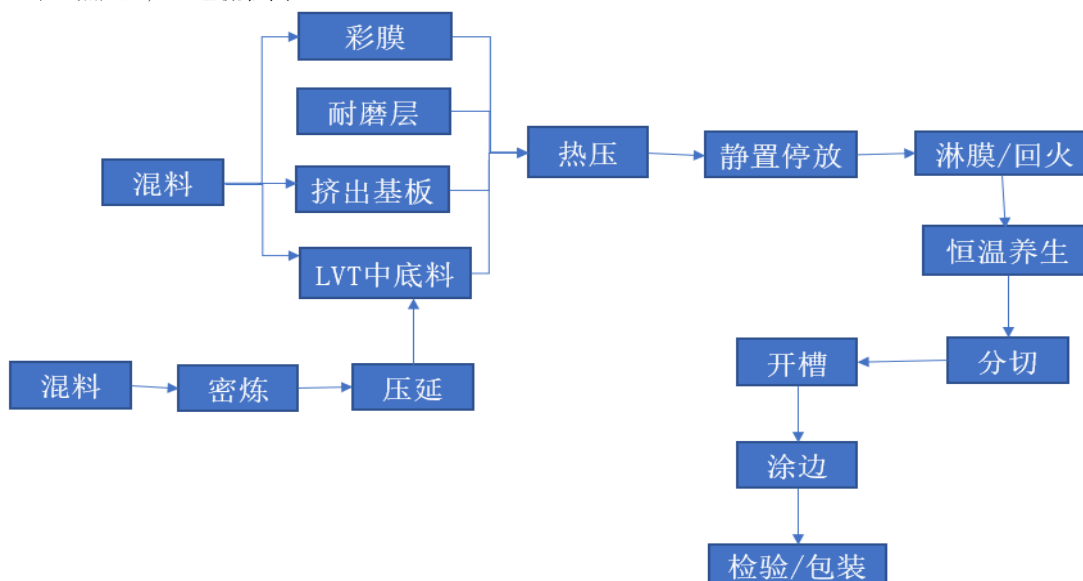 彩膜
耐磨层
混料
挤出基板
LVT中底料
热压
静置停放
淋膜/回火
恒温养生
混料
密炼
压延
开槽
分切
涂边
检验/包装